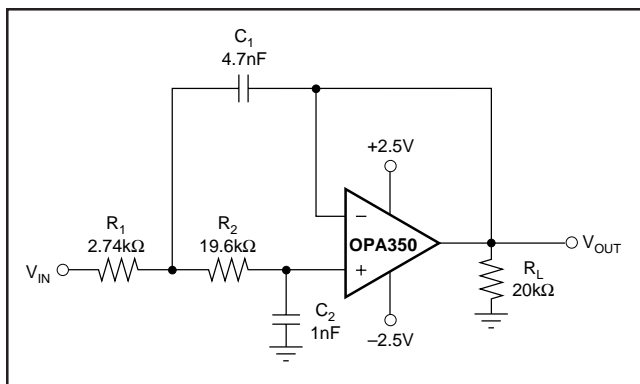 C1
4.7nF
+2.5V
R1
2.74kΩ
R2
19.6kΩ
−
OPA350
+
VIN
VOUT
RL
20kΩ
C2
1nF
−2.5V